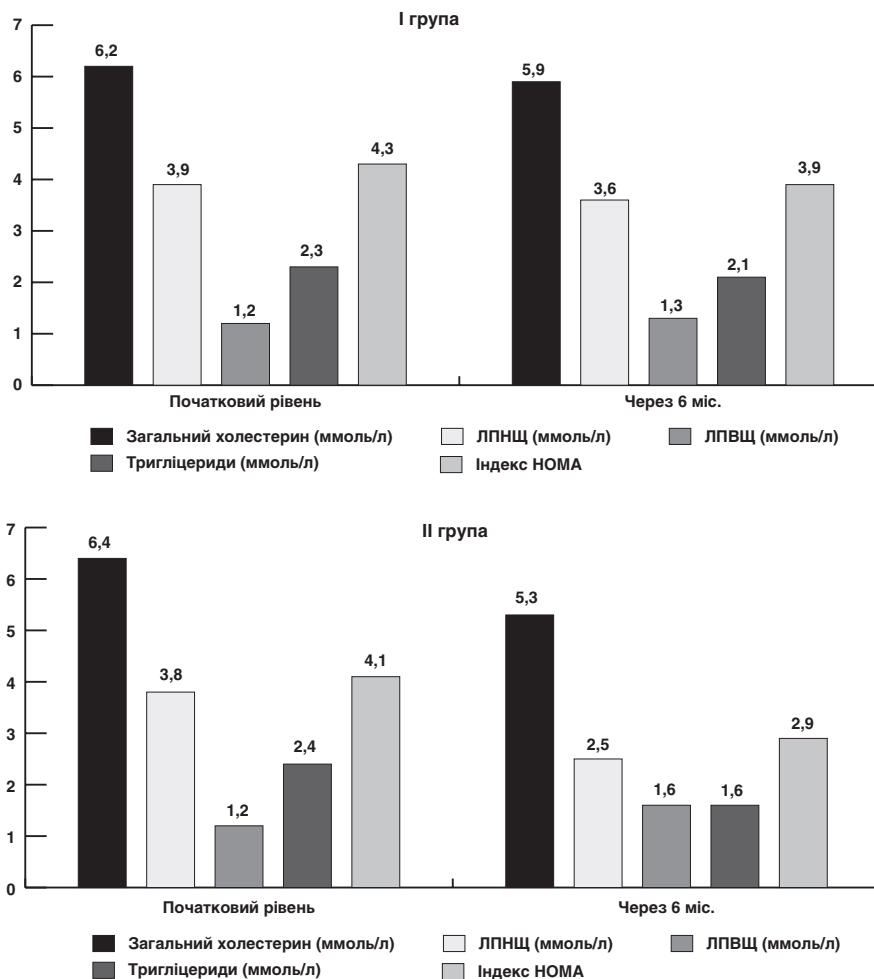 І група
7
6
5
4
3
2
1
0
6,2
3,9
1,2
2,3
4,3
5,9
3,6
1,3
2,1
3,9
Початковий рівень
Через 6 міс.
Загальний холестерин (ммоль/л)
ЛПНЩ (ммоль/л)
ЛПВЩ (ммоль/л)
Тригліцериди (ммоль/л)
Індекс НОМА
ІІ група
7
6
5
4
3
2
1
0
6,4
3,8
1,2
2,4
4,1
5,3
2,5
1,6
1,6
2,9
Початковий рівень
Через 6 міс.
Загальний холестерин (ммоль/л)
ЛПНЩ (ммоль/л)
ЛПВЩ (ммоль/л)
Тригліцериди (ммоль/л)
Індекс НОМА